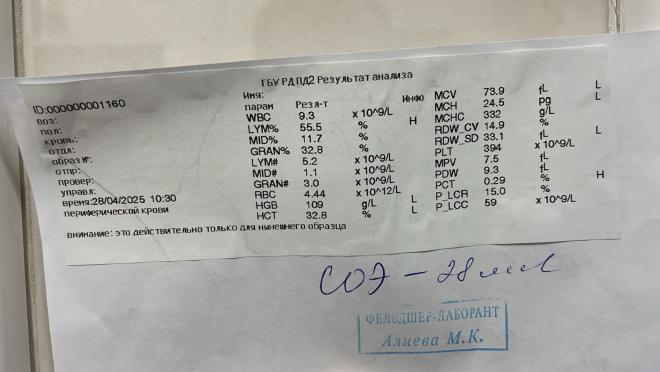 ГБУ РД ПД2 Результат анализа
ID:000000001160
воз:
пол:
кровь:
отдл:
образ №:
отпр:
провер:
управл:
время:28/04/2025 10:30
периферической крови
Имя:
парам Резл-т Инфо
WBC 9.3 x 10^9/L
LYM% 55.5 % H
MID% 11.7 %
GRAN% 32.8 %
LYM# 5.2 x 10^9/L
MID# 1.1 x 10^9/L
GRAN# 3.0 x 10^9/L
RBC 4.44 x 10^12/L
HGB 109 g/L L
HCT 32.8 % L
MCV 73.9 fL L
MCH 24.5 pg L
MCHC 332 g/L
RDW_CV 14.9 %
RDW_SD 33.1 fL L
PLT 394 x 10^9/L
MPV 7.5 fL
PDW 9.3 fL
PCT 0.29 % H
P_LCR 15.0 %
P_LCC 59 x 10^9/L
внимание: это действительно только для нынешнего образца
СОЭ – 28 мм
ФЕЛЬДШЕР-ЛАБОРАНТ
Алиева М.К.